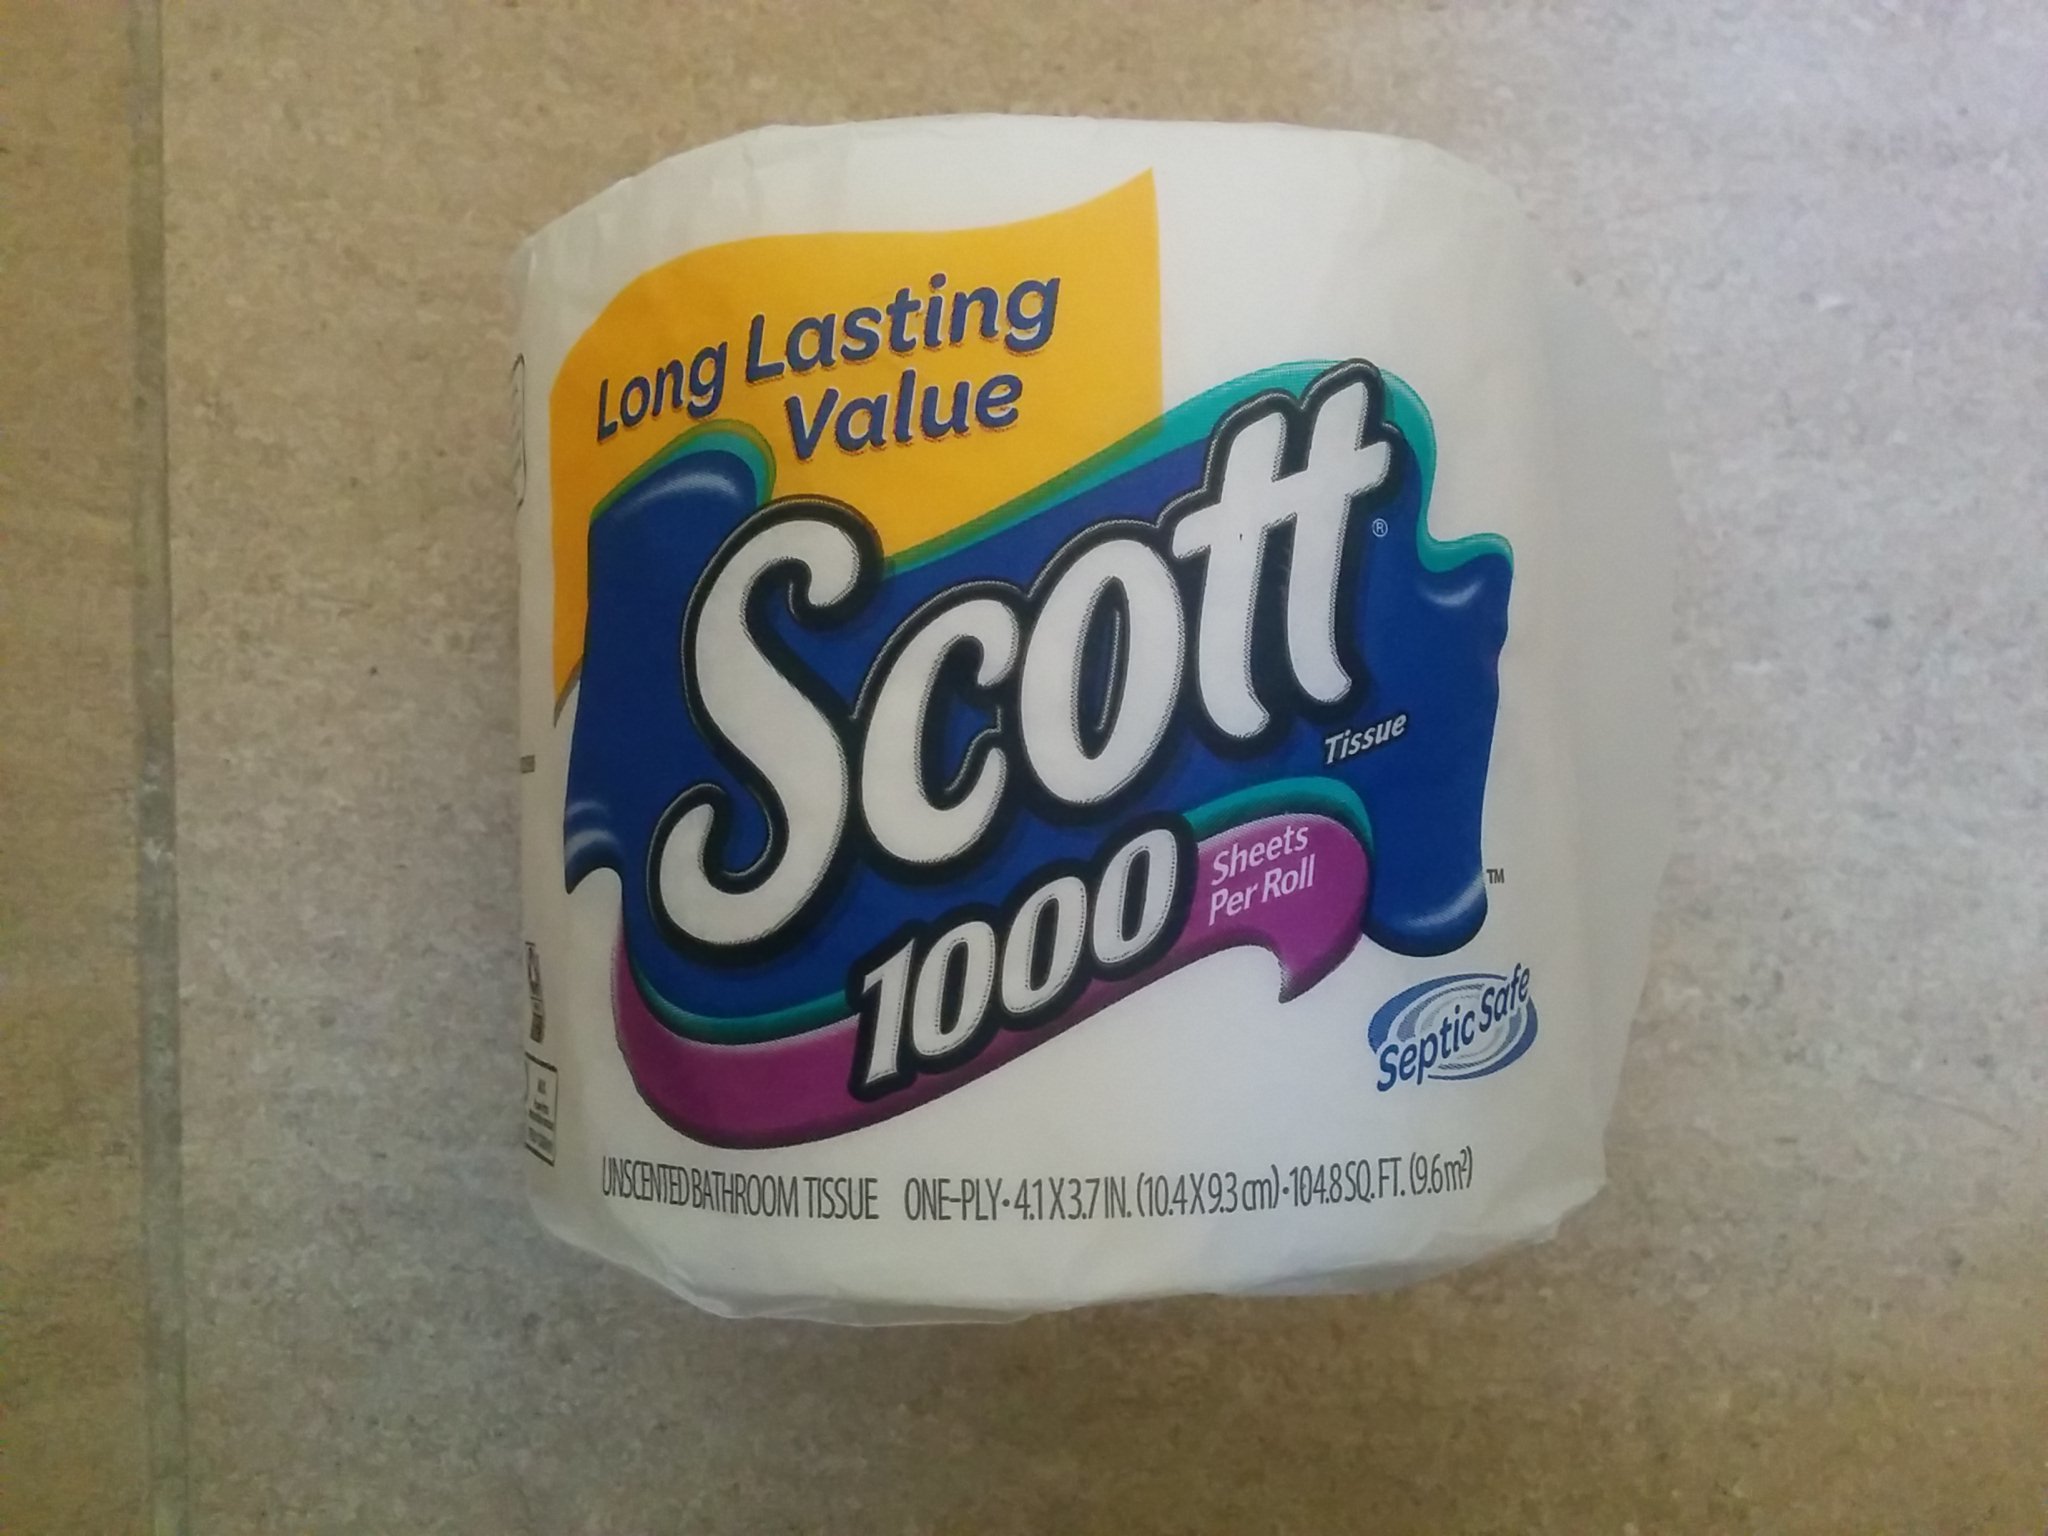 Long Lasting
Value
Scott®
Tissue
1000
Sheets
Per Roll
TM
Septic Safe
UNSCENTED BATHROOM TISSUE ONE-PLY • 4.1 X 3.7 IN. (10.4 X 9.3 cm) • 104.8 SQ. FT. (9.6 m²)